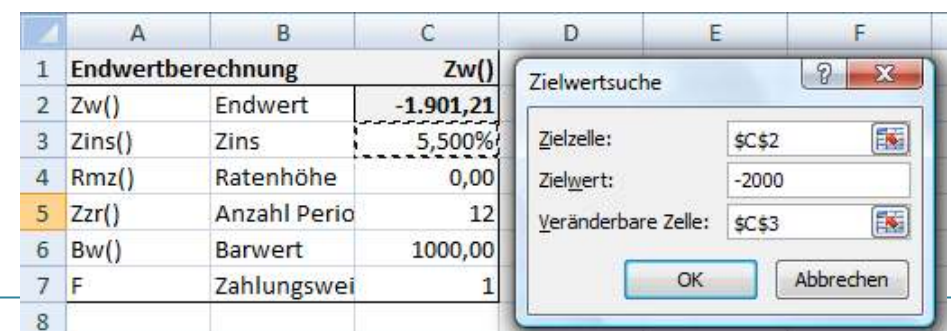 A B C D E F
1 Endwertberechnung Zw()
2 Zw() Endwert -1.901,21
3 Zins() Zins 5,500%
4 Rmz() Ratenhöhe 0,00
5 Zzr() Anzahl Perio 12
6 Bw() Barwert 1000,00
7 F Zahlungswei 1
8
Zielwertsuche
Zielzelle: $C$2
Zielwert: -2000
Veränderbare Zelle: $C$3
OK Abbrechen